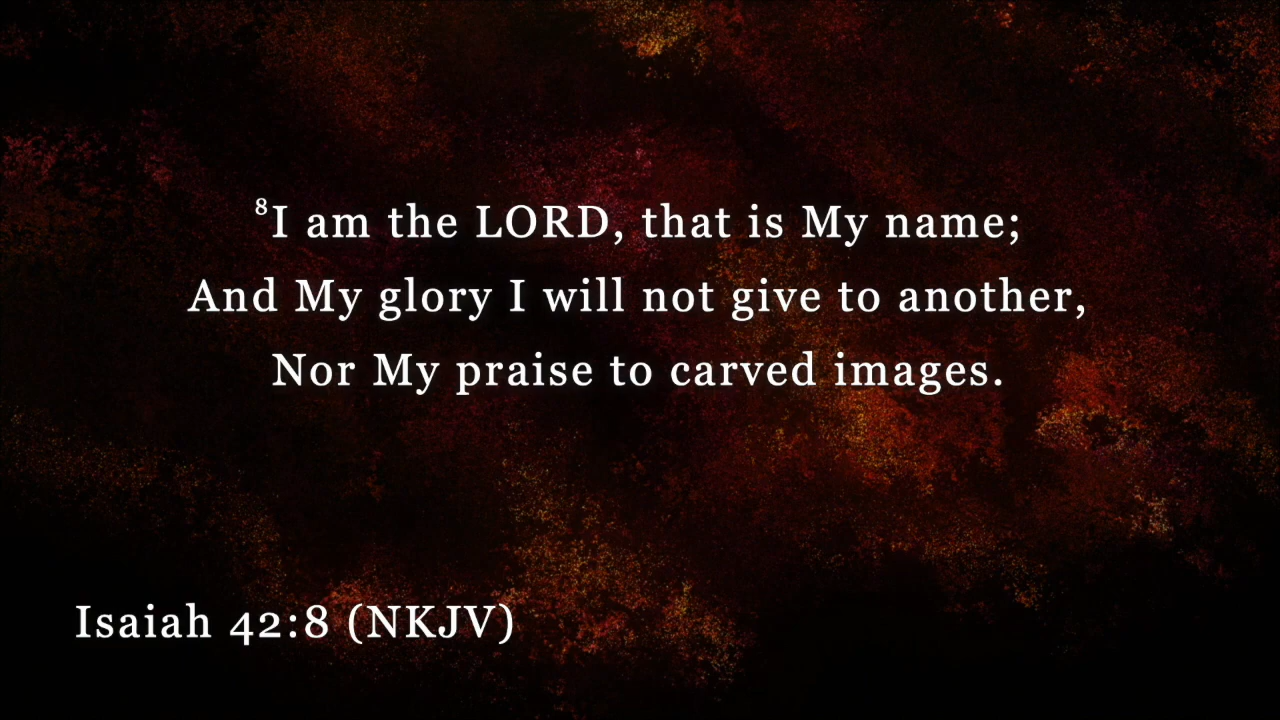 ⁸I am the LORD, that is My name;
And My glory I will not give to another,
Nor My praise to carved images.
Isaiah 42:8 (NKJV)